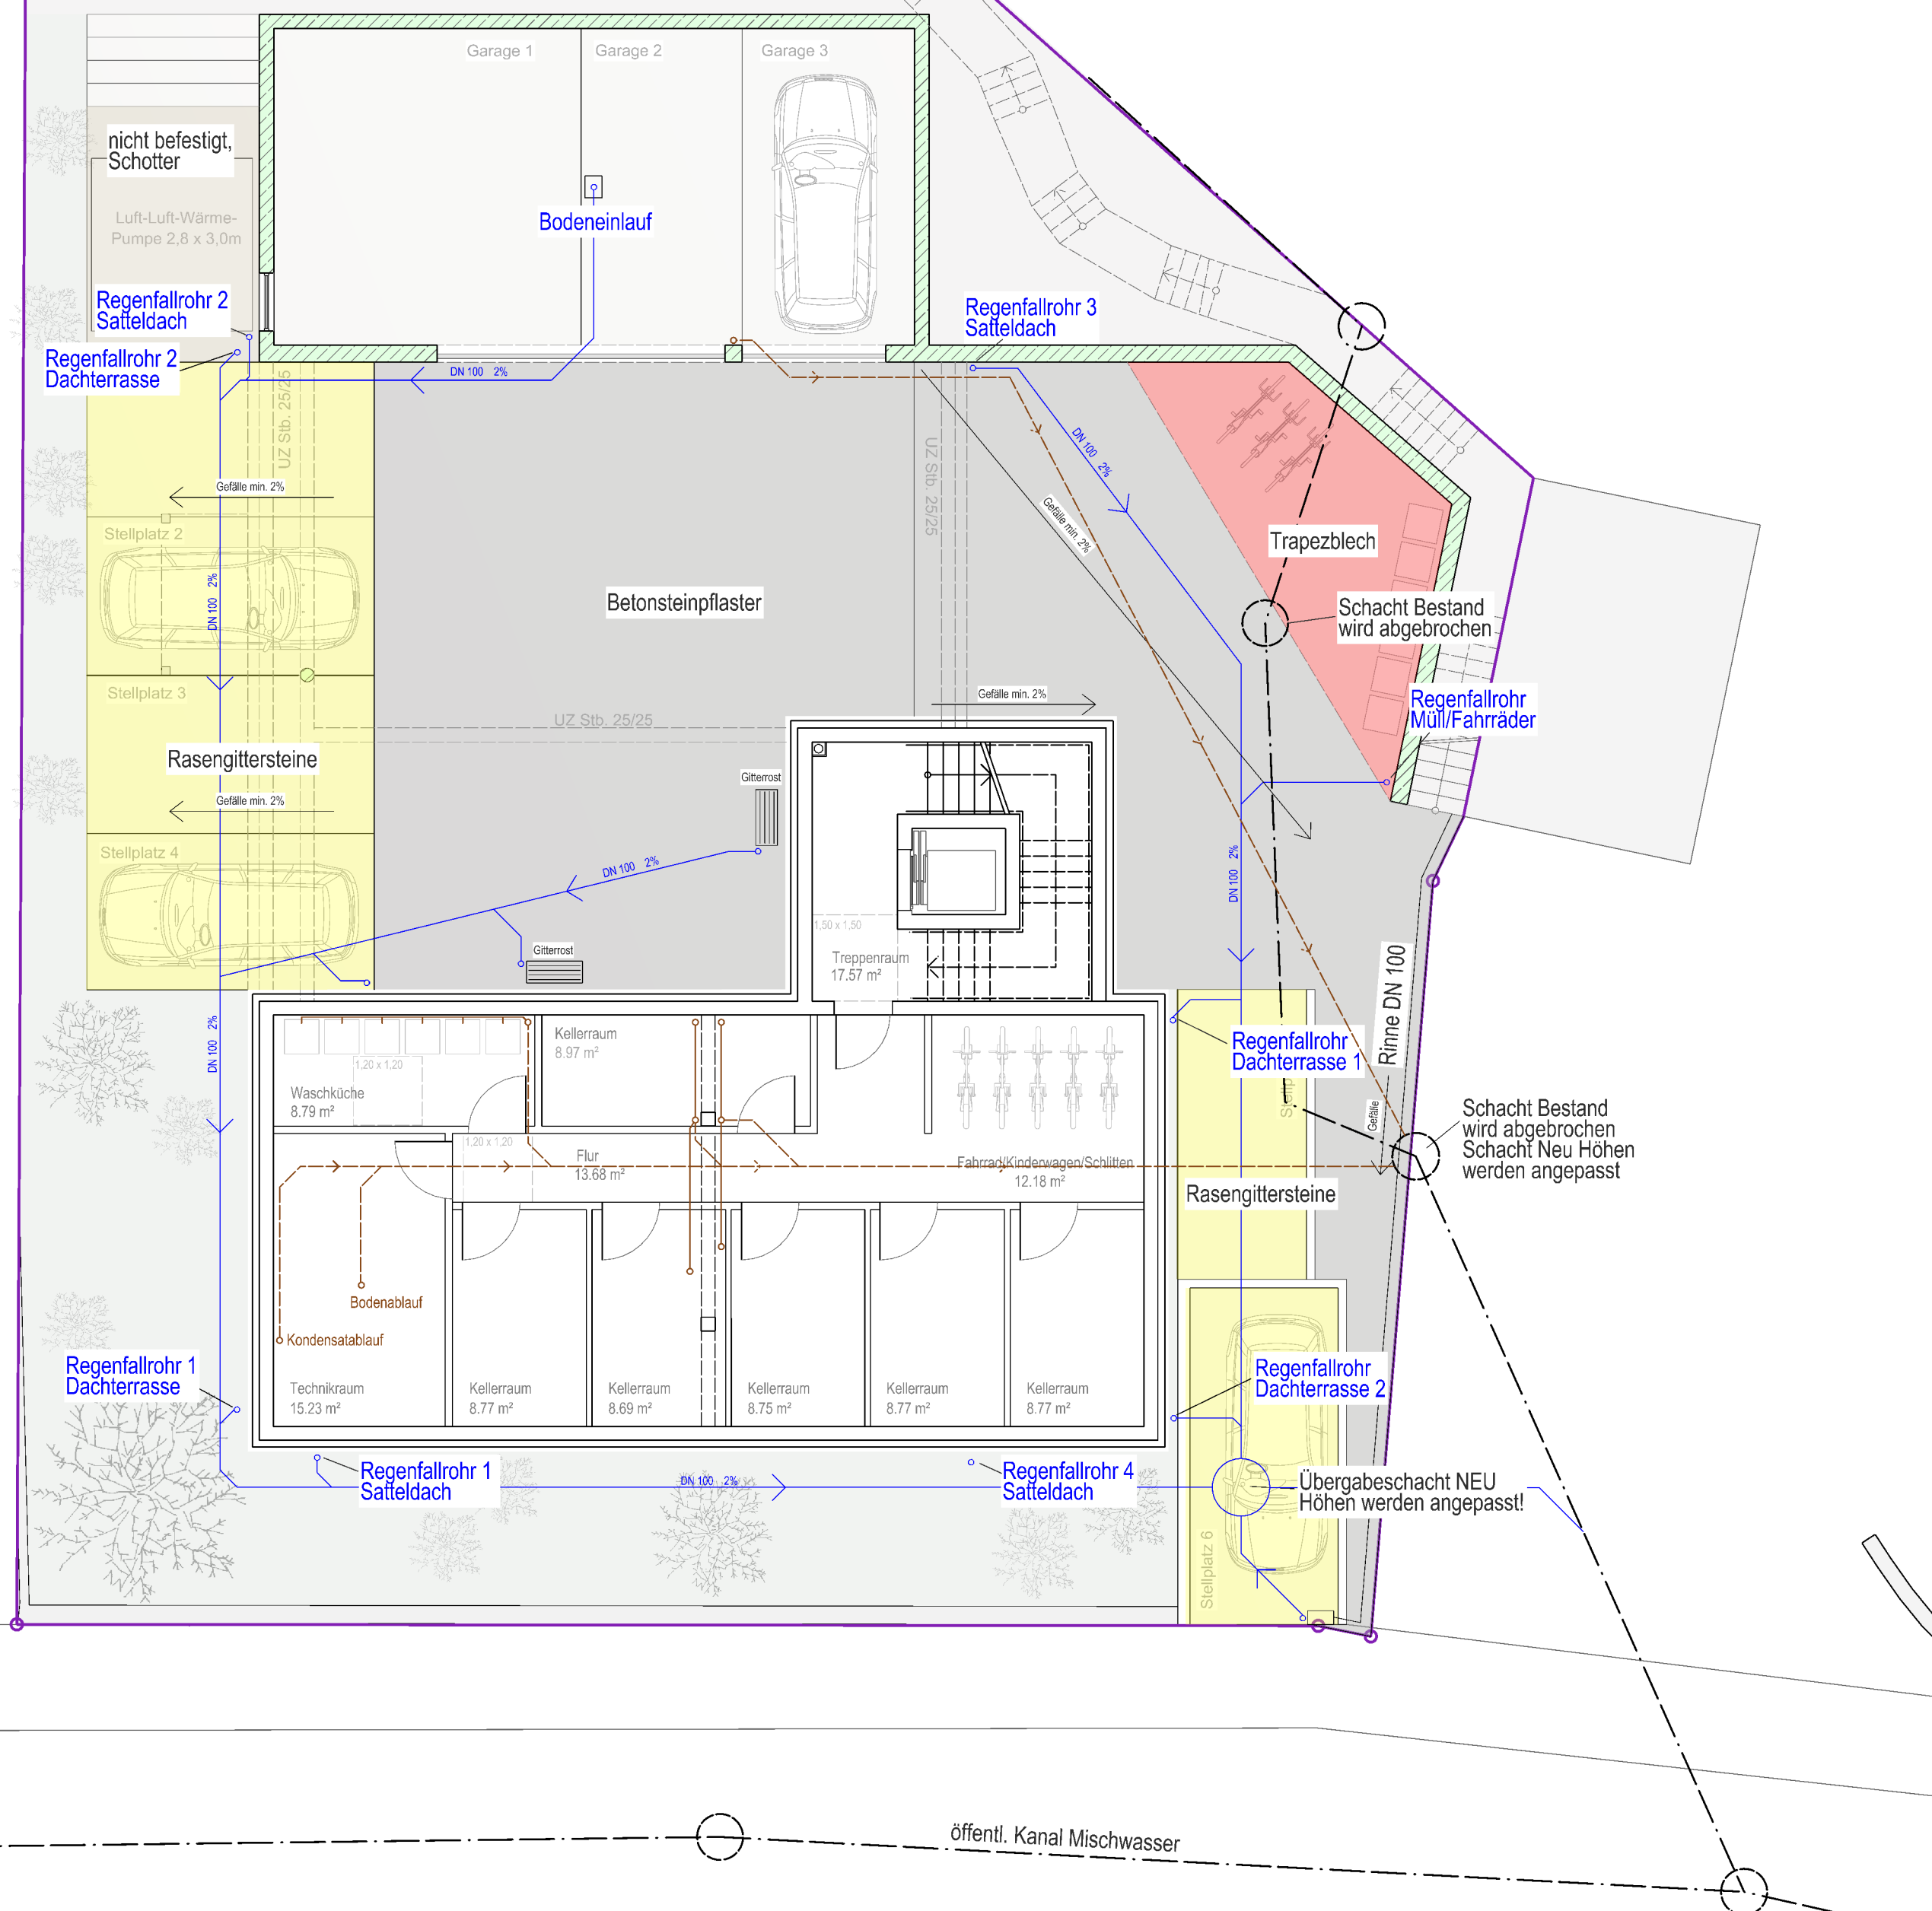 Garage 1
Garage 2
Garage 3
nicht befestigt,
Schotter
Luft-Luft-Wärme-
Pumpe 2,8 x 3,0m
Bodeneinlauf
Regenfallrohr 2
Satteldach
Regenfallrohr 2
Dachterrasse
Regenfallrohr 3
Satteldach
DN 100 2%
UZ Stb. 25/25
UZ Stb. 25/25
DN 100 2%
Gefälle min. 2%
Gefälle min. 2%
Stellplatz 2
DN 100 2%
Betonsteinpflaster
Trapezblech
Schacht Bestand
wird abgebrochen
Stellplatz 3
Gefälle min. 2%
Regenfallrohr
Müll/Fahrräder
UZ Stb. 25/25
Rasengittersteine
Gitterrost
Gefälle min. 2%
Stellplatz 4
DN 100 2%
DN 100 2%
1,50 x 1,50
Gitterrost
Treppenraum
17.57 m²
Rinne DN 100
DN 100 2%
Kellerraum
8.97 m²
Regenfallrohr
Dachterrasse 1
1,20 x 1,20
Waschküche
8.79 m²
Gefälle
Schacht Bestand
wird abgebrochen
Schacht Neu Höhen
werden angepasst
1,20 x 1,20
Flur
13.68 m²
Fahrrad/Kinderwagen/Schlitten
12.18 m²
Rasengittersteine
Bodenablauf
Kondensatablauf
Regenfallrohr 1
Dachterrasse
Technikraum
15.23 m²
Kellerraum
8.77 m²
Kellerraum
8.69 m²
Kellerraum
8.75 m²
Kellerraum
8.77 m²
Kellerraum
8.77 m²
Regenfallrohr
Dachterrasse 2
Regenfallrohr 1
Satteldach
DN 100 2%
Regenfallrohr 4
Satteldach
Übergabeschacht NEU
Höhen werden angepasst!
Stellplatz 6
öffentl. Kanal Mischwasser